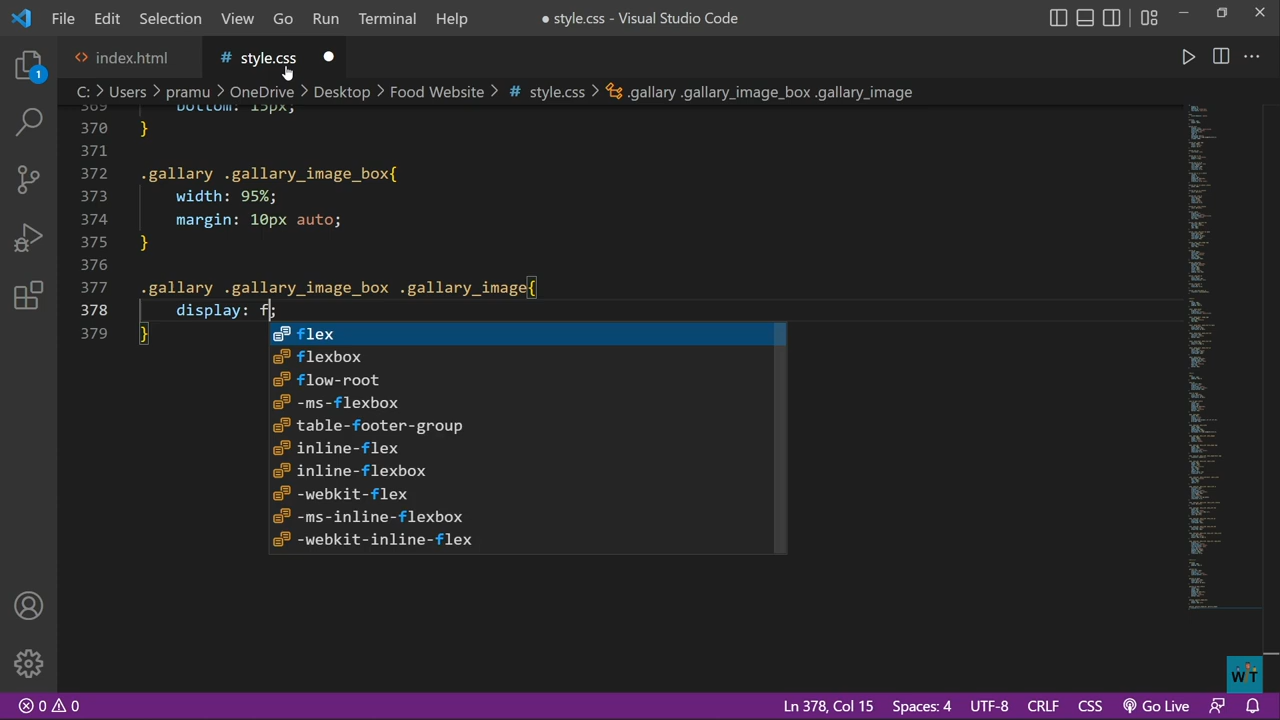 File Edit Selection View Go Run Terminal Help ● style.css - Visual Studio Code
index.html # style.css
1
C: > Users > pramu > OneDrive > Desktop > Food Website > # style.css > .gallary .gallary_image_box .gallary_image
369 bottom: 15px;
370 }
371
372 .gallary .gallary_image_box{
373 width: 95%;
374 margin: 10px auto;
375 }
376
377 .gallary .gallary_image_box .gallary_image{
378 display: f;
379 }
flex
flexbox
flow-root
-ms-flexbox
table-footer-group
inline-flex
inline-flexbox
-webkit-flex
-ms-inline-flexbox
-webkit-inline-flex
WT
0 0 Ln 378, Col 15 Spaces: 4 UTF-8 CRLF CSS Go Live